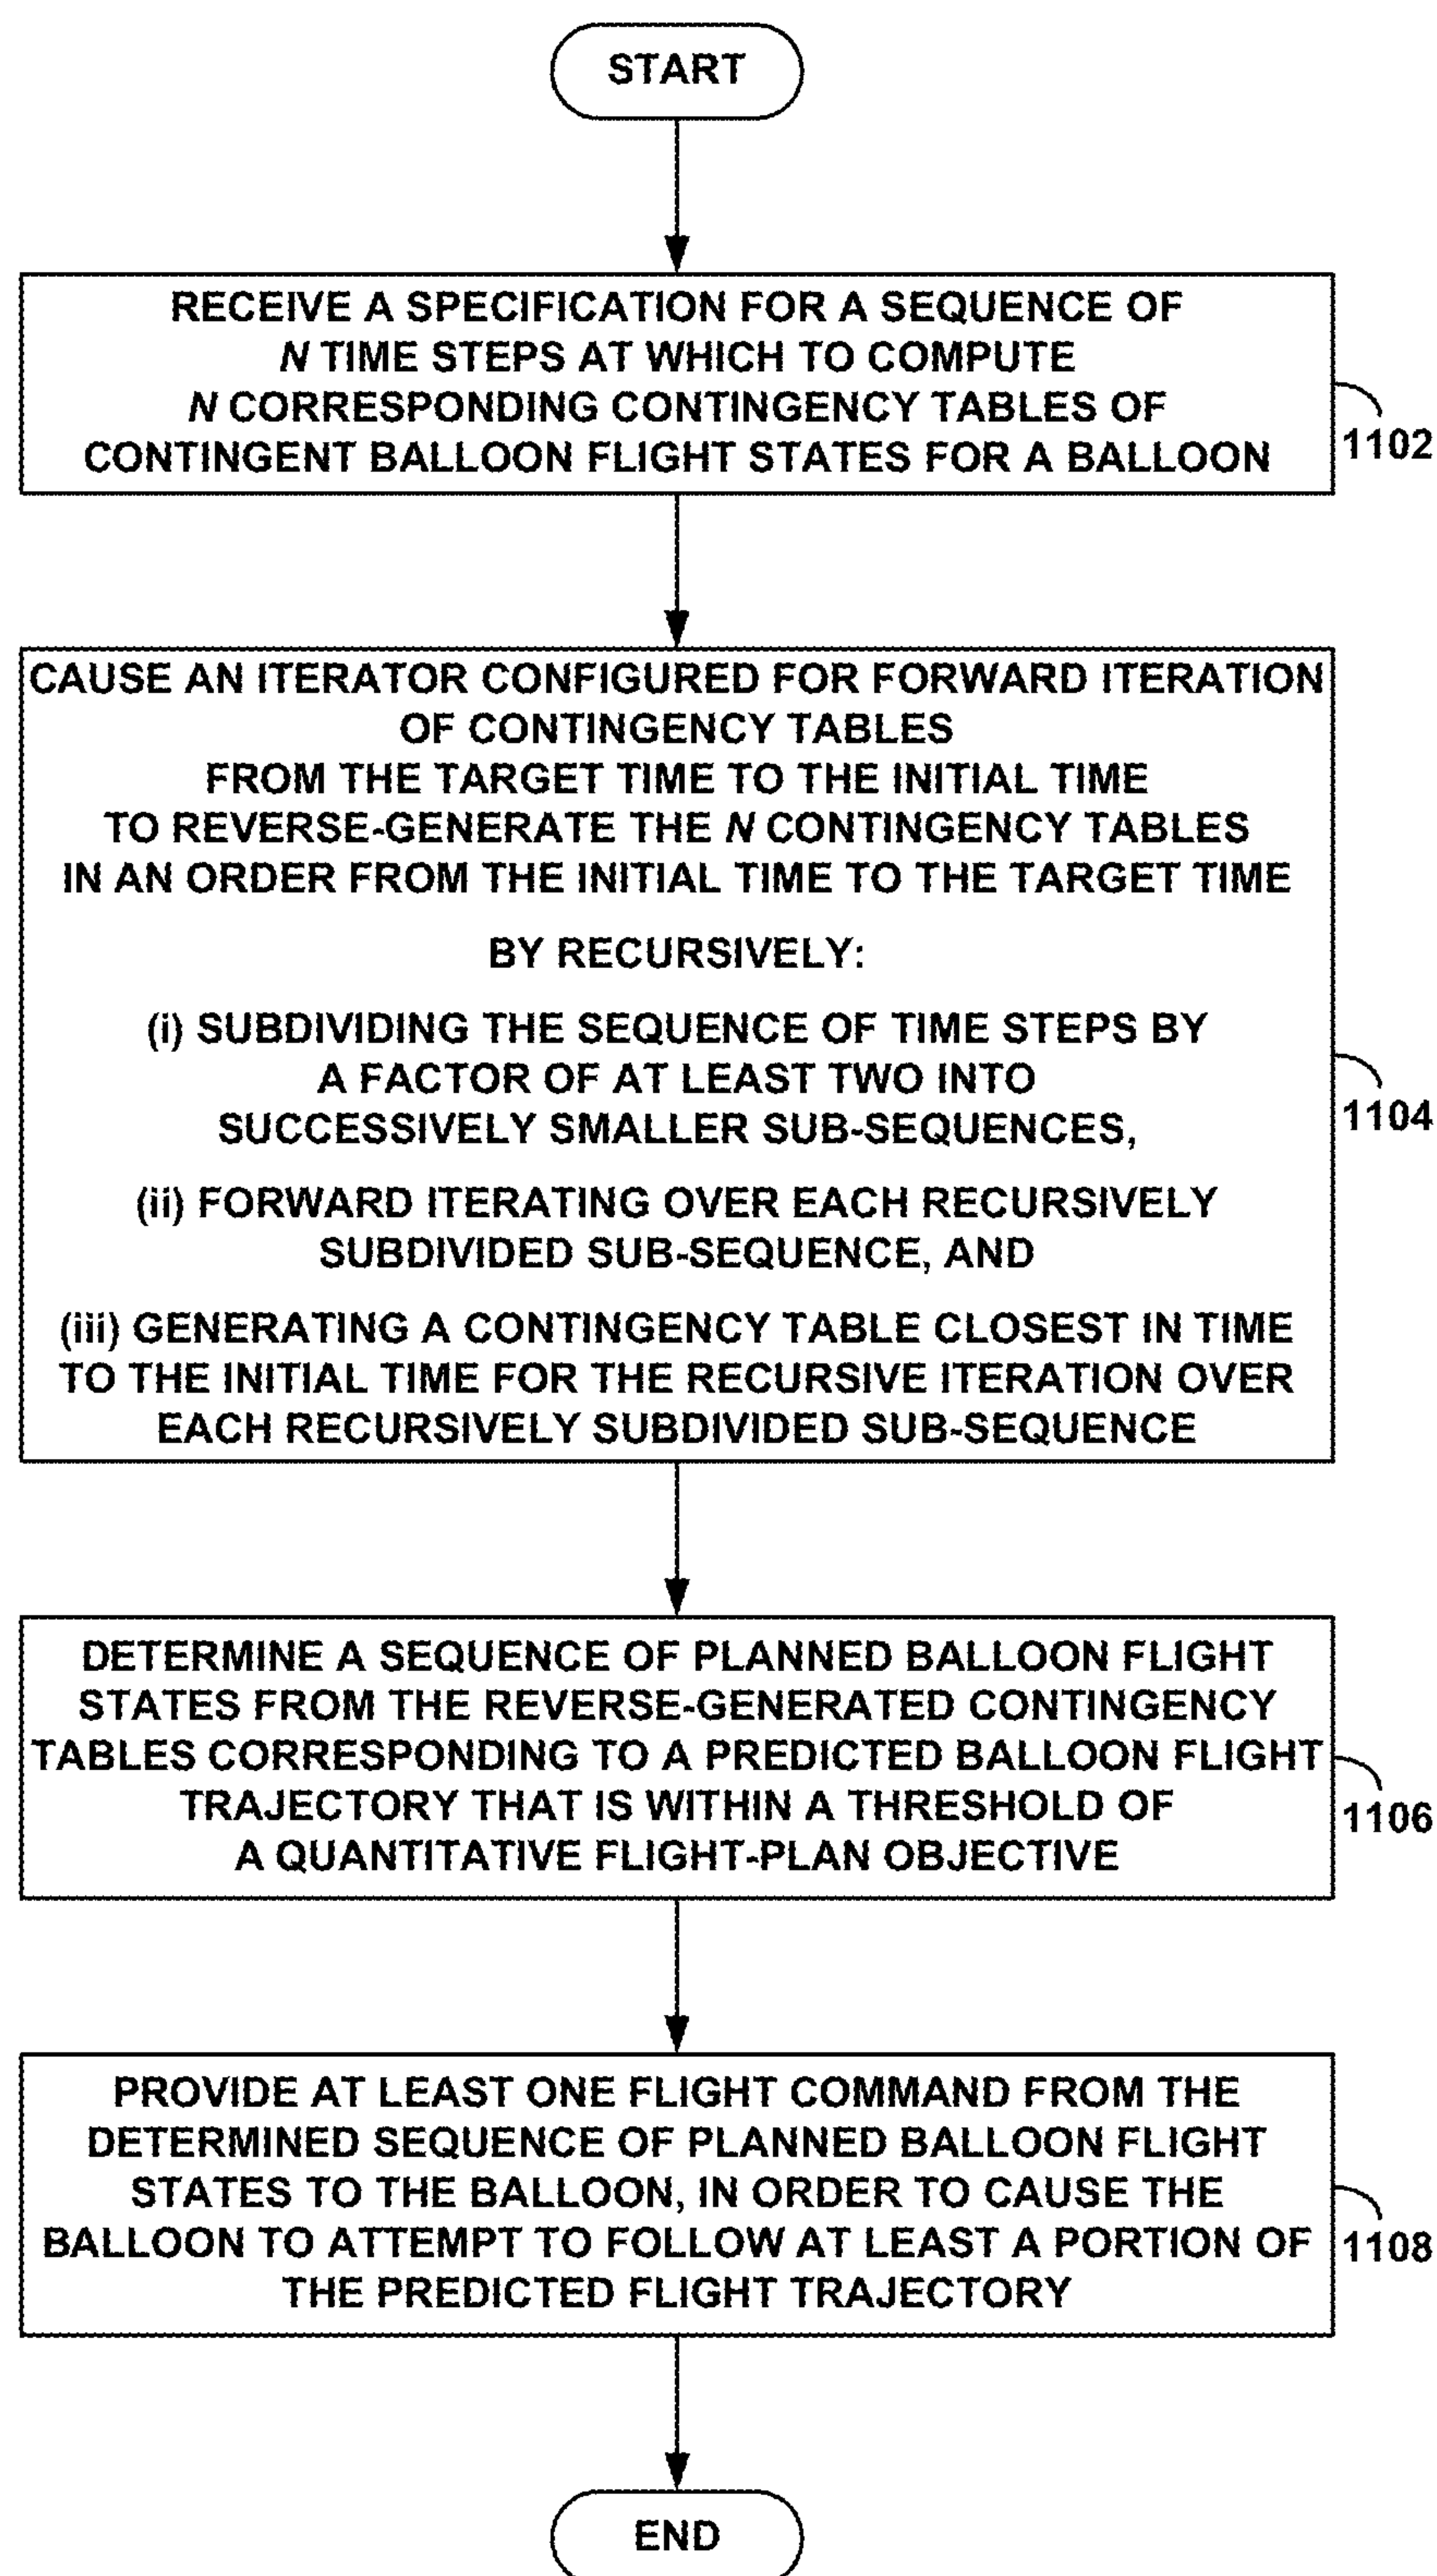 START
RECEIVE A SPECIFICATION FOR A SEQUENCE OF
N TIME STEPS AT WHICH TO COMPUTE
N CORRESPONDING CONTINGENCY TABLES OF
CONTINGENT BALLOON FLIGHT STATES FOR A BALLOON
1102
CAUSE AN ITERATOR CONFIGURED FOR FORWARD ITERATION
OF CONTINGENCY TABLES
FROM THE TARGET TIME TO THE INITIAL TIME
TO REVERSE-GENERATE THE N CONTINGENCY TABLES
IN AN ORDER FROM THE INITIAL TIME TO THE TARGET TIME
BY RECURSIVELY:
(i) SUBDIVIDING THE SEQUENCE OF TIME STEPS BY
A FACTOR OF AT LEAST TWO INTO
SUCCESSIVELY SMALLER SUB-SEQUENCES,
(ii) FORWARD ITERATING OVER EACH RECURSIVELY
SUBDIVIDED SUB-SEQUENCE, AND
(iii) GENERATING A CONTINGENCY TABLE CLOSEST IN TIME
TO THE INITIAL TIME FOR THE RECURSIVE ITERATION OVER
EACH RECURSIVELY SUBDIVIDED SUB-SEQUENCE
1104
DETERMINE A SEQUENCE OF PLANNED BALLOON FLIGHT
STATES FROM THE REVERSE-GENERATED CONTINGENCY
TABLES CORRESPONDING TO A PREDICTED BALLOON FLIGHT
TRAJECTORY THAT IS WITHIN A THRESHOLD OF
A QUANTITATIVE FLIGHT-PLAN OBJECTIVE
1106
PROVIDE AT LEAST ONE FLIGHT COMMAND FROM THE
DETERMINED SEQUENCE OF PLANNED BALLOON FLIGHT
STATES TO THE BALLOON, IN ORDER TO CAUSE THE
BALLOON TO ATTEMPT TO FOLLOW AT LEAST A PORTION OF
THE PREDICTED FLIGHT TRAJECTORY
1108
END